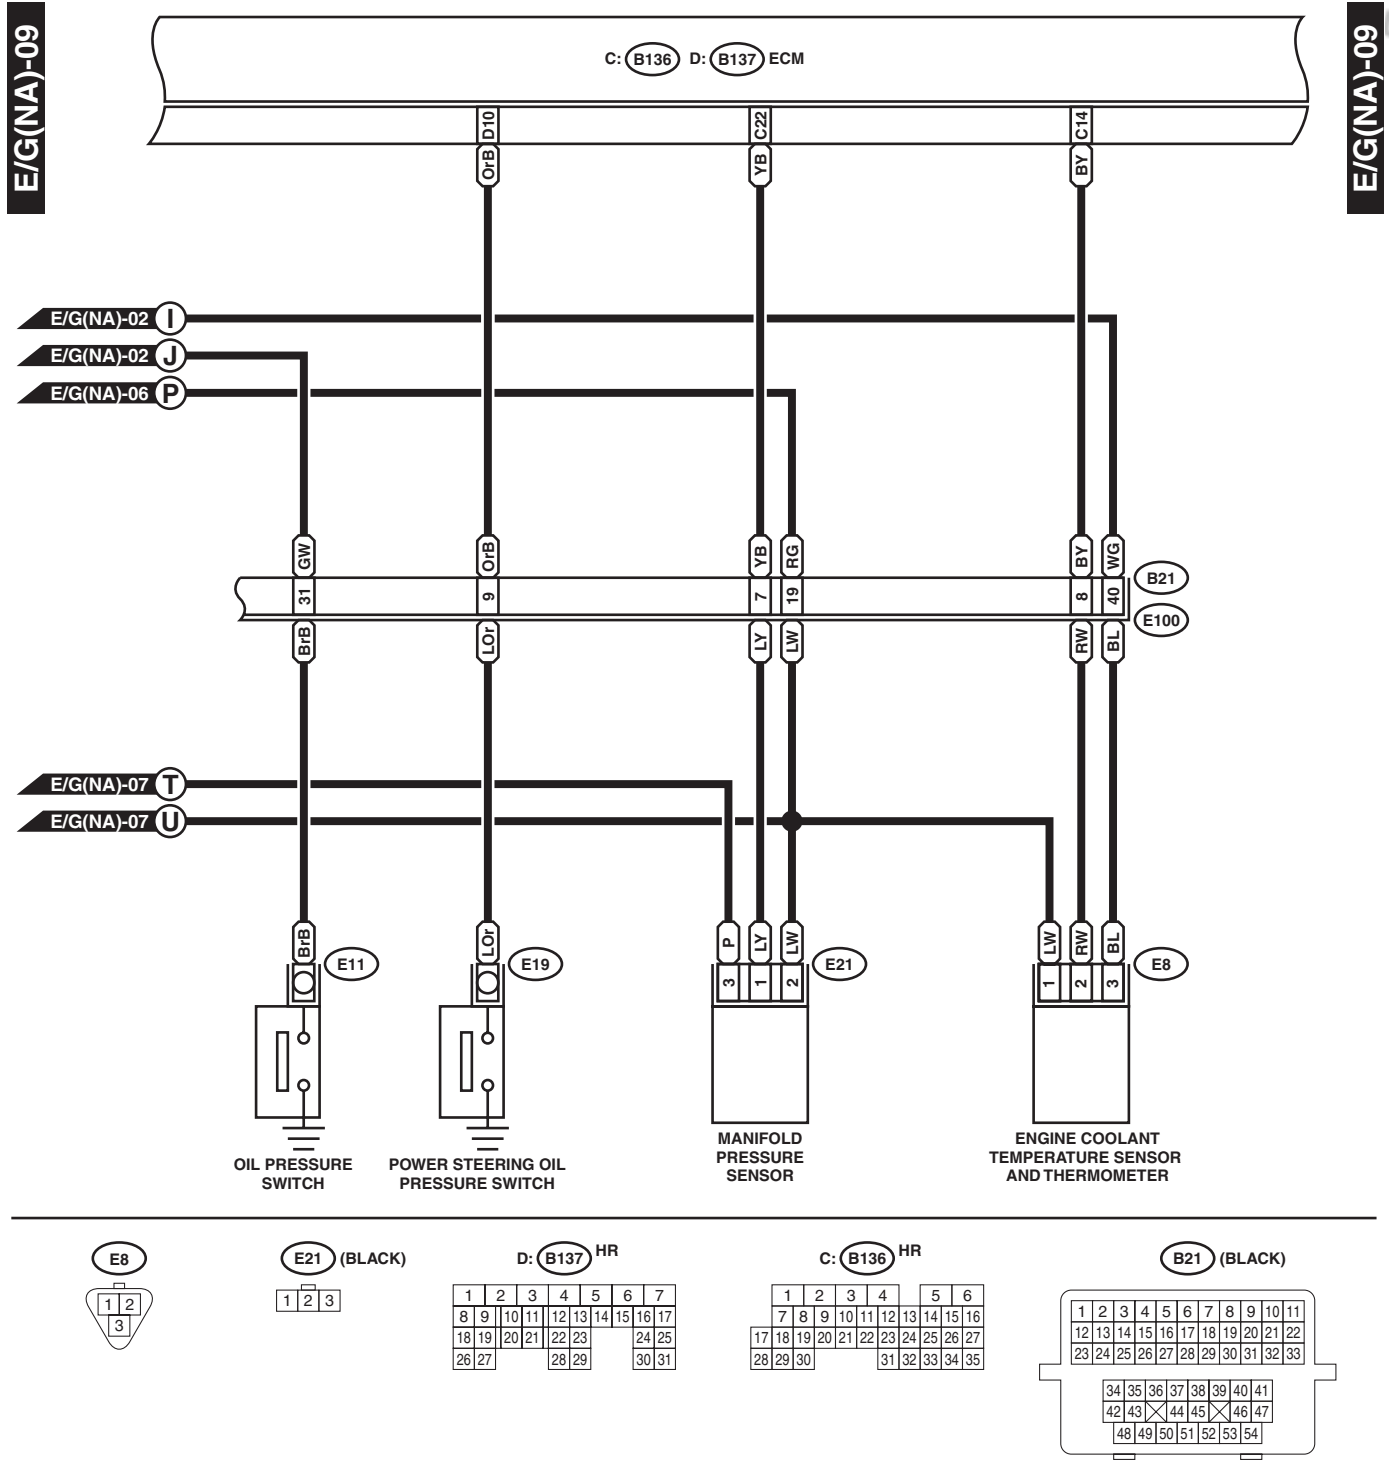 E/G(NA)-09
E/G(NA)-09
C: B136 D: B137 ECM
D10 C22 C14
OrB YB BY
E/G(NA)-02 I
E/G(NA)-02 J
E/G(NA)-06 P
GW OrB YB RG BY WG
31 9 7 19 8 40
B21
E100
BrB LOr LY LW RW BL
E/G(NA)-07 T
E/G(NA)-07 U
BrB LOr P LY LW LW RW BL
E11 E19 E21 E8
3 1 2 1 2 3
OIL PRESSURE
SWITCH
POWER STEERING OIL
PRESSURE SWITCH
MANIFOLD
PRESSURE
SENSOR
ENGINE COOLANT
TEMPERATURE SENSOR
AND THERMOMETER
E8
1 2
3
E21 (BLACK)
1 2 3
D: B137 HR
1 2 3 4 5 6 7
8 9 10 11 12 13 14 15 16 17
18 19 20 21 22 23 24 25
26 27 28 29 30 31
C: B136 HR
1 2 3 4 5 6
7 8 9 10 11 12 13 14 15 16
17 18 19 20 21 22 23 24 25 26 27
28 29 30 31 32 33 34 35
B21 (BLACK)
1 2 3 4 5 6 7 8 9 10 11
12 13 14 15 16 17 18 19 20 21 22
23 24 25 26 27 28 29 30 31 32 33
34 35 36 37 38 39 40 41
42 43 44 45 46 47
48 49 50 51 52 53 54